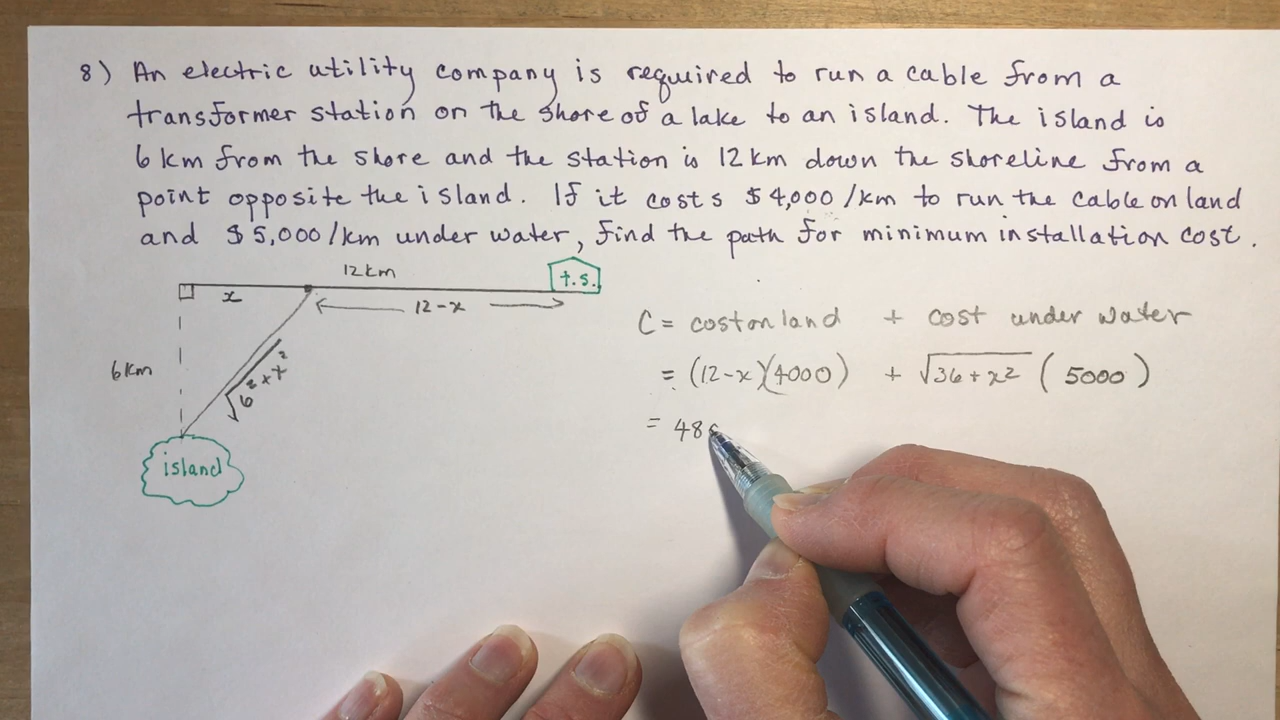 8) An electric utility company is required to run a cable from a
transformer station on the shore of a lake to an island. The island is
6 km from the shore and the station is 12 km down the shoreline from a
point opposite the island. If it costs $4,000/km to run the cable on land
and $5,000/km under water, find the path for minimum installation cost.
12 km
t.s.
x
12-x
6 km
√6²+x²
island
C = cost on land + cost under water
= (12-x)(4000) + √36+x² (5000)
= 48